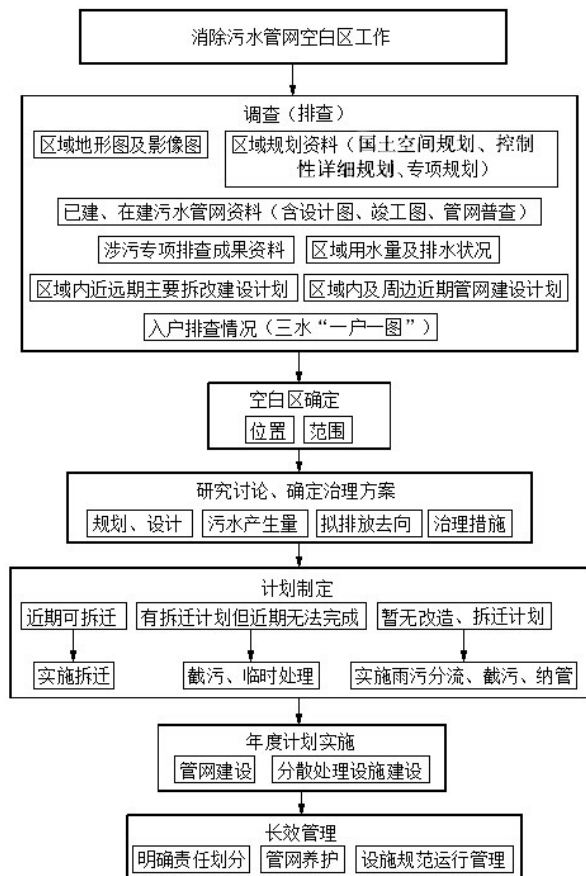 消除污水管网空白区工作
调查（排查）
区域地形图及影像图
区域规划资料（国土空间规划、控制
性详细规划、专项规划）
已建、在建污水管网资料（含设计图、竣工图、管网普查）
涉污专项排查成果资料
区域用水量及排水状况
区域内近远期主要拆改建设计划
区域内及周边近期管网建设计划
入户排查情况（三水“一户一图”）
空白区确定
位置
范围
研究讨论、确定治理方案
规划、设计
污水产生量
拟排放去向
治理措施
计划制定
近期可拆迁
有拆迁计划但近期无法完成
暂无改造、拆迁计划
实施拆迁
截污、临时处理
实施雨污分流、截污、纳管
年度计划实施
管网建设
分散处理设施建设
长效管理
明确责任划分
管网养护
设施规范运行管理